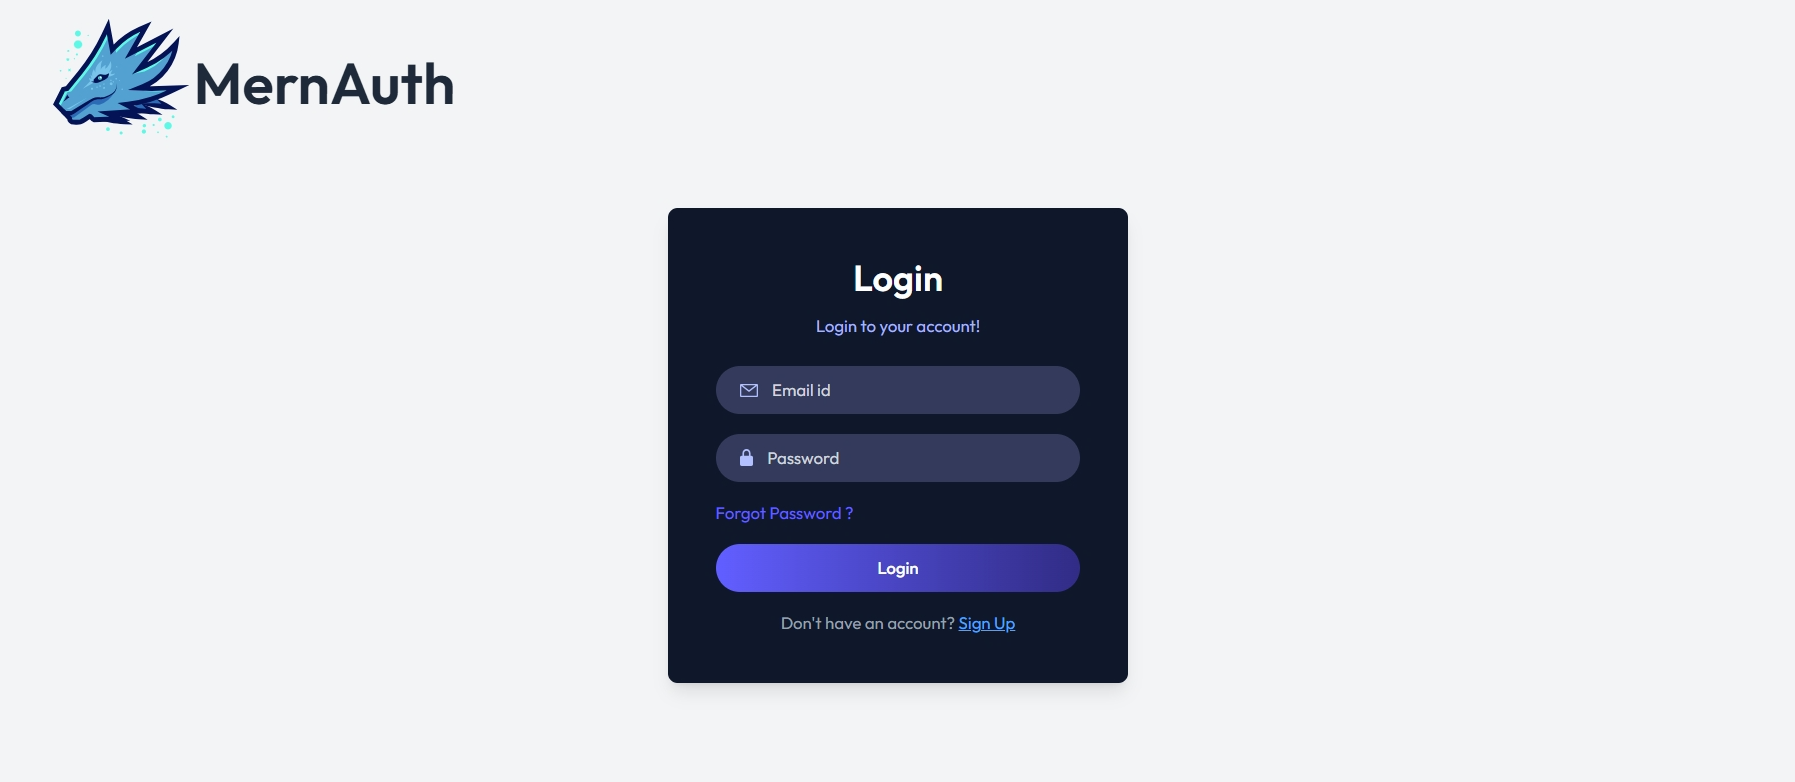 MernAuth
Login
Login to your account!
Email id
Password
Forgot Password ?
Login
Don't have an account? Sign Up